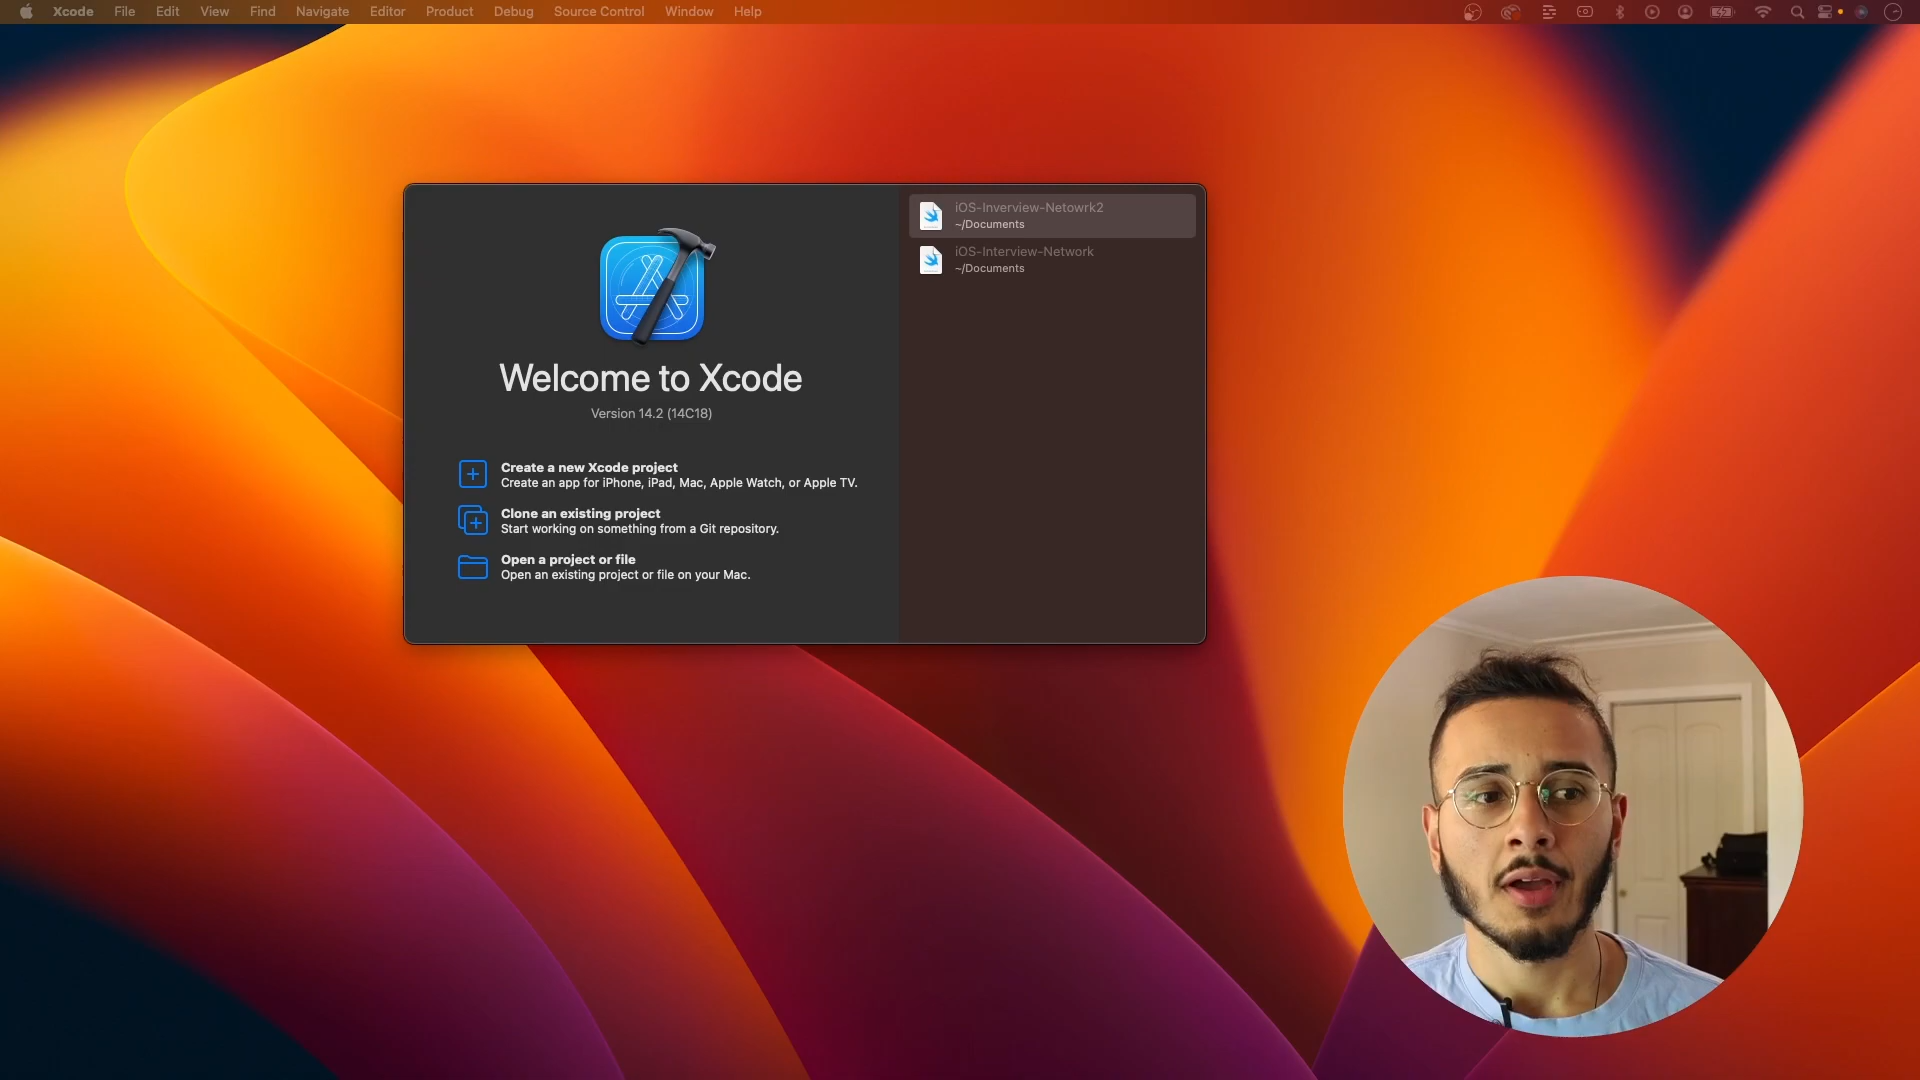 Xcode File Edit View Find Navigate Editor Product Debug Source Control Window Help
Welcome to Xcode
Version 14.2 (14C18)
Create a new Xcode project
Create an app for iPhone, iPad, Mac, Apple Watch, or Apple TV.
Clone an existing project
Start working on something from a Git repository.
Open a project or file
Open an existing project or file on your Mac.
iOS-Inverview-Netowrk2
~/Documents
iOS-Interview-Network
~/Documents